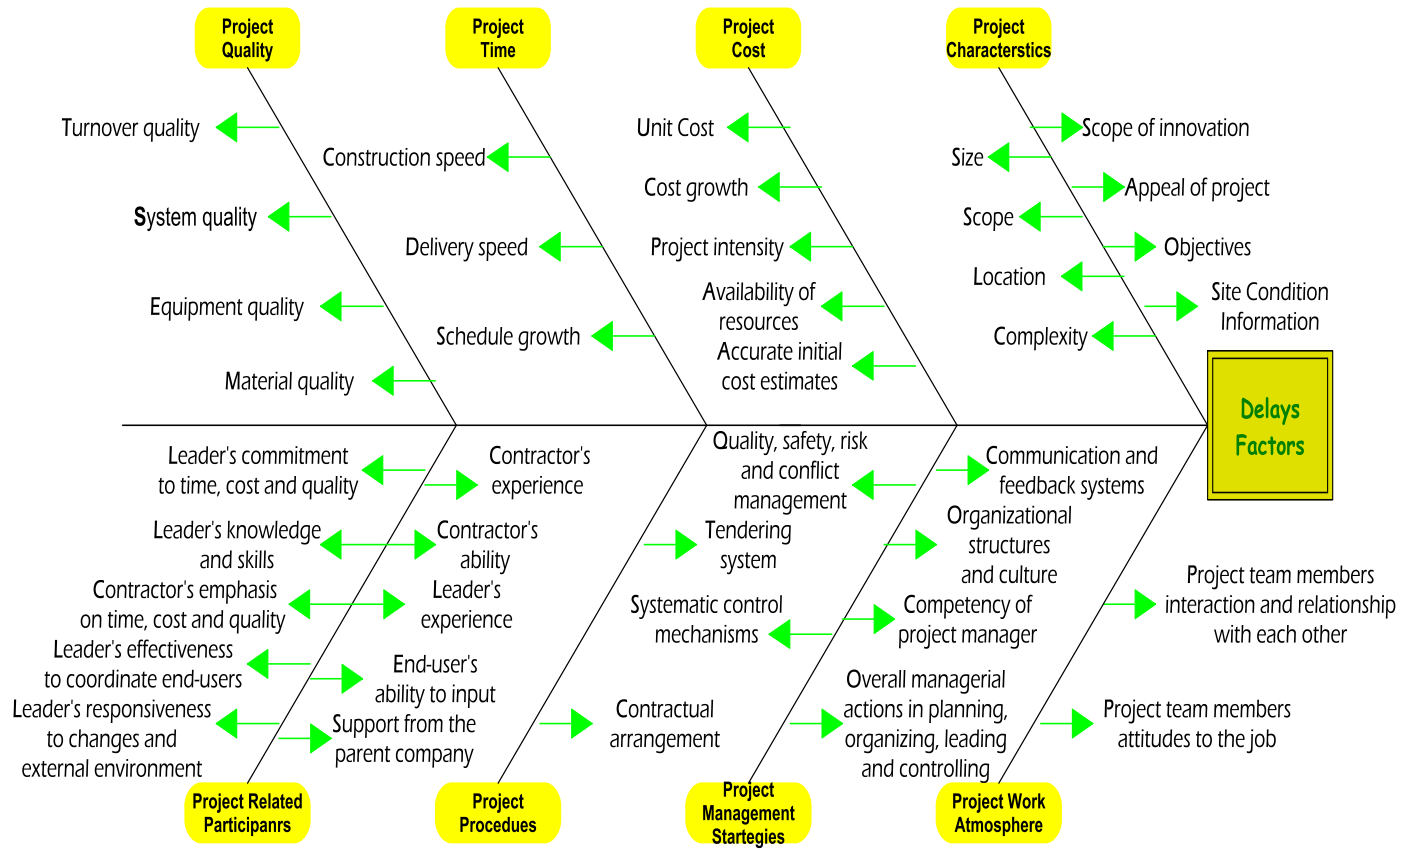 Project
Quality
Project
Time
Project
Cost
Project
Characterstics
Turnover quality
System quality
Equipment quality
Material quality
Construction speed
Delivery speed
Schedule growth
Unit Cost
Cost growth
Project intensity
Availability of
resources
Accurate initial
cost estimates
Scope of innovation
Size
Appeal of project
Scope
Objectives
Location
Site Condition
Information
Complexity
Delays
Factors
Leader's commitment
to time, cost and quality
Contractor's
experience
Leader's knowledge
and skills
Contractor's
ability
Contractor's emphasis
on time, cost and quality
Leader's
experience
Leader's effectiveness
to coordinate end-users
End-user's
ability to input
Leader's responsiveness
to changes and
external environment
Support from the
parent company
Tendering
system
Contractual
arrangement
Quality, safety, risk
and conflict
management
Communication and
feedback systems
Organizational
structures
and culture
Systematic control
mechanisms
Competency of
project manager
Overall managerial
actions in planning,
organizing, leading
and controlling
Project team members
interaction and relationship
with each other
Project team members
attitudes to the job
Project Related
Participanrs
Project
Procedues
Project
Management
Startegies
Project Work
Atmosphere